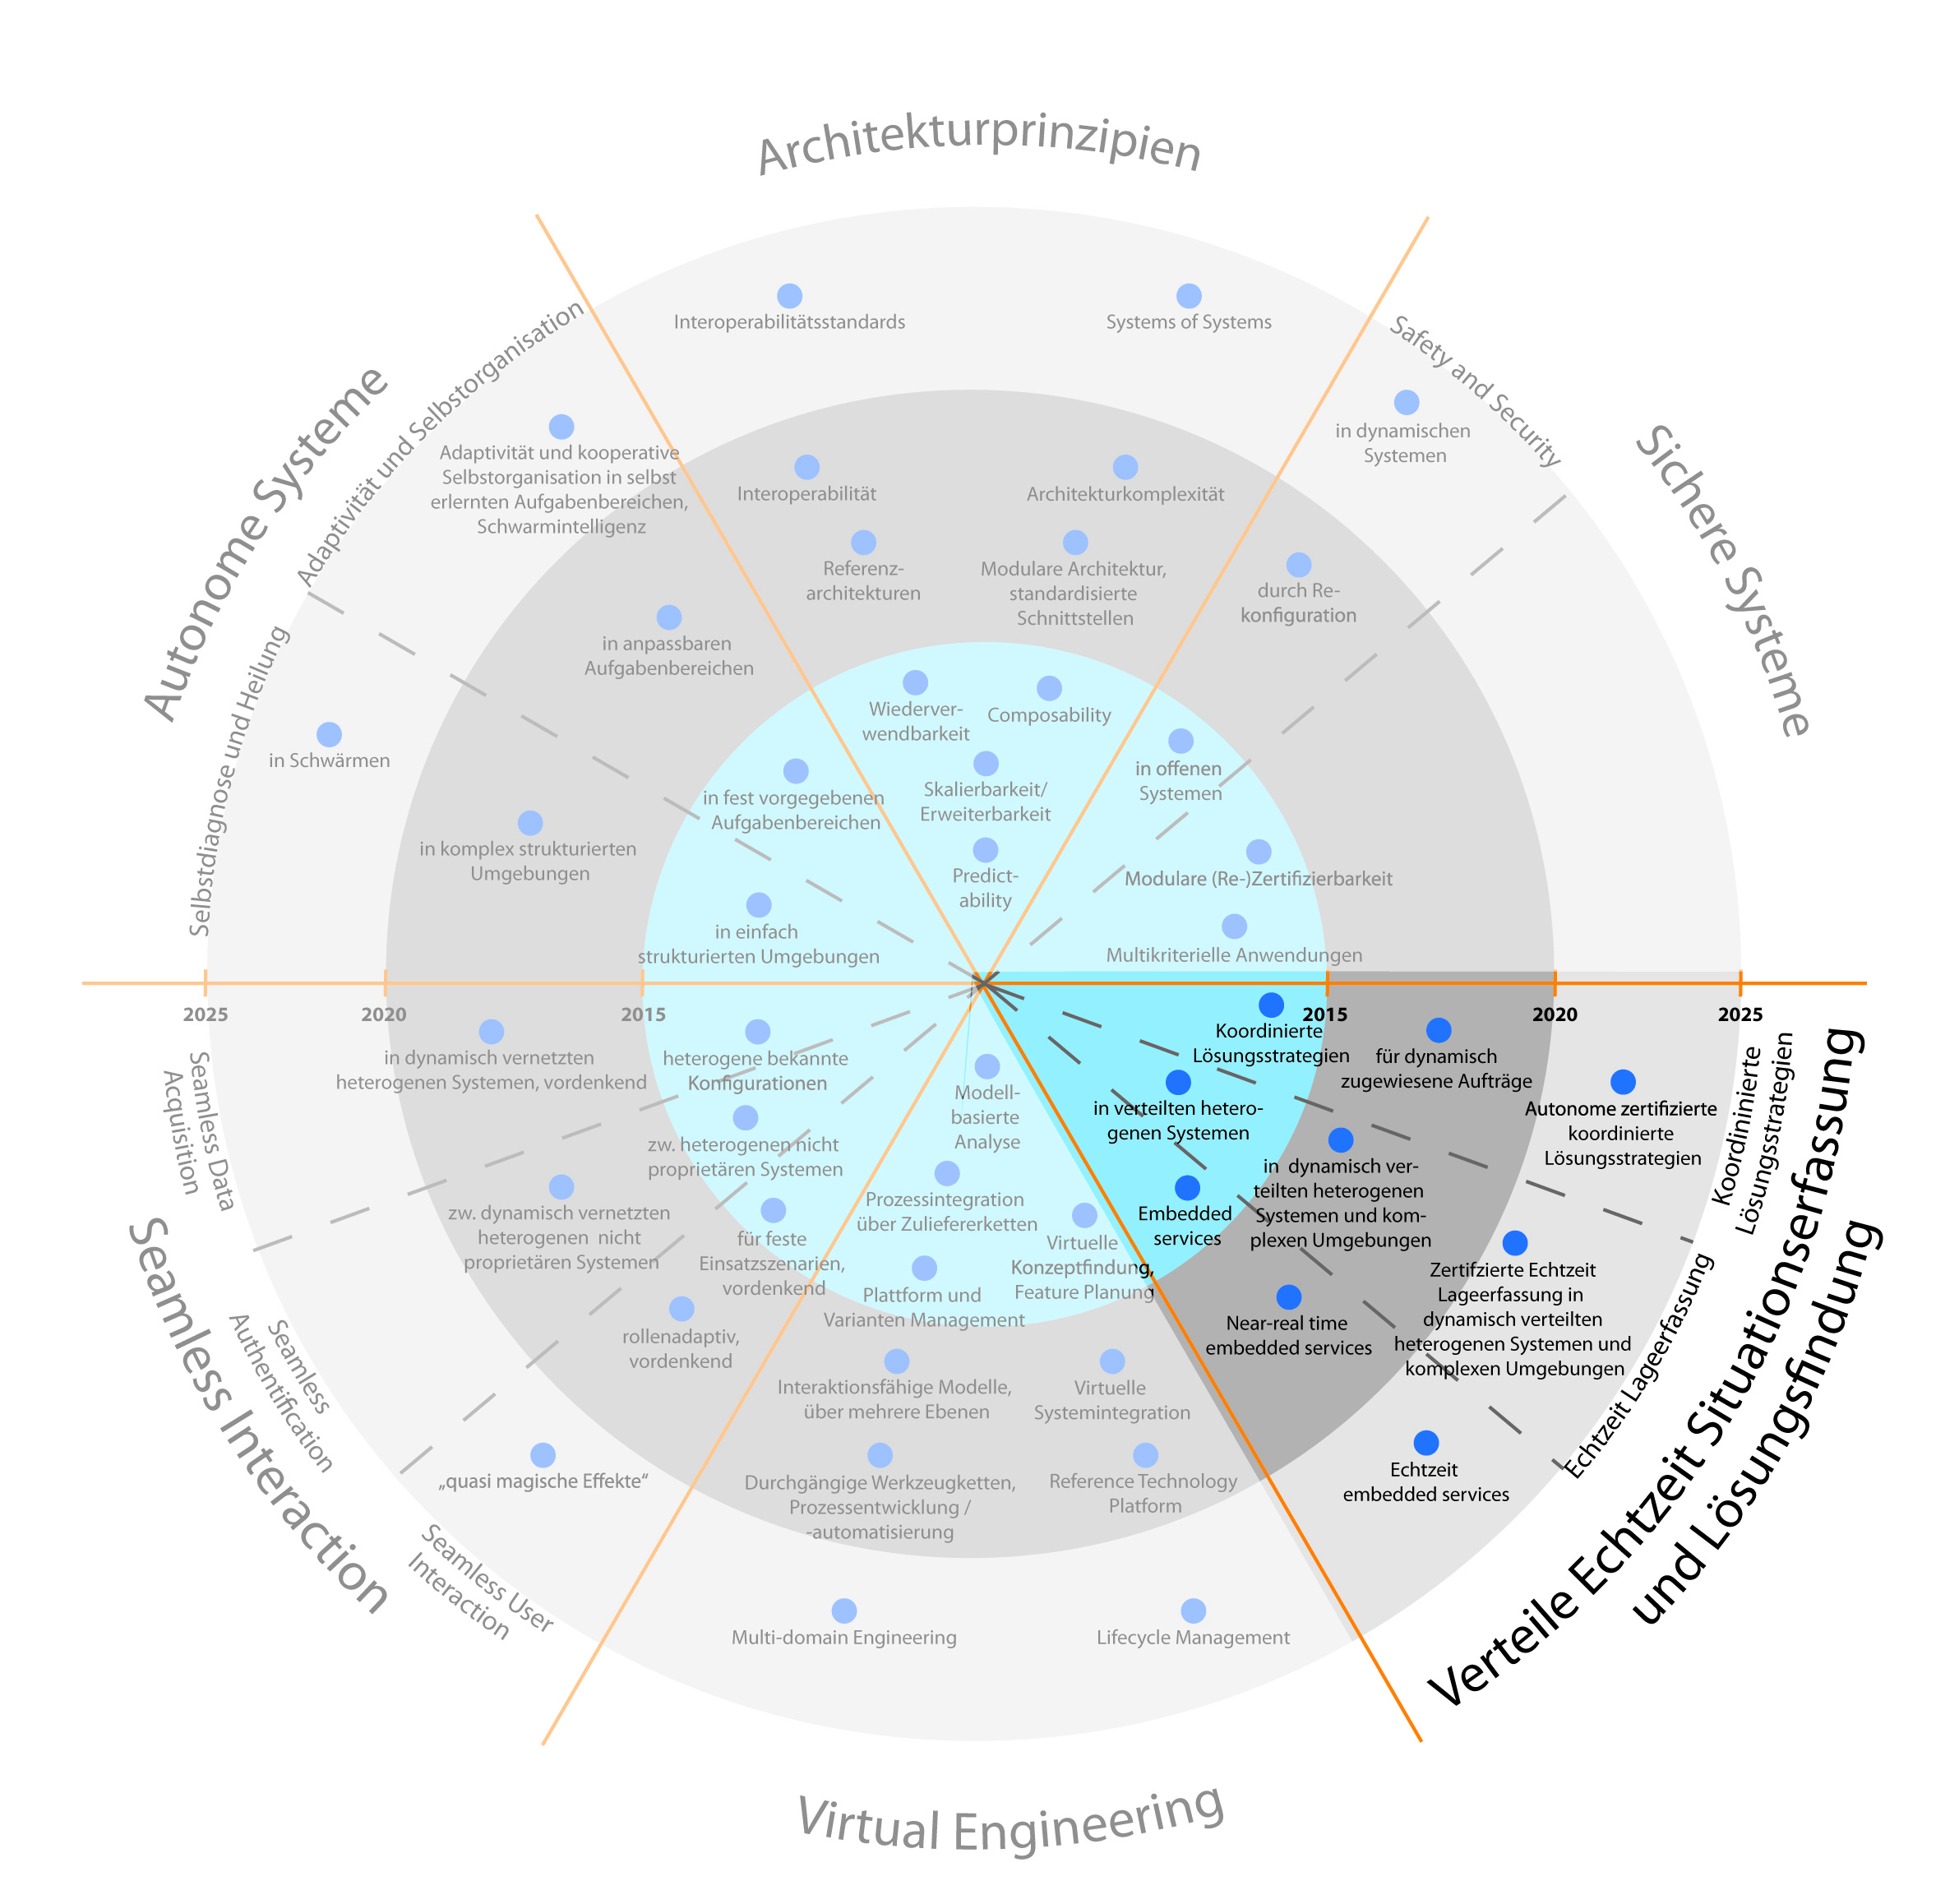 Architekturprinzipien
Interoperabilitätsstandards
Systems of Systems
Interoperabilität
Architekturkomplexität
Referenz-
architekturen
Modulare Architektur,
standardisierte
Schnittstellen
Wiederver-
wendbarkeit
Composability
Skalierbarkeit/
Erweiterbarkeit
Predict-
ability
Sichere Systeme
Safety and Security
in dynamischen
Systemen
durch Re-
konfiguration
in offenen
Systemen
Modulare (Re-)Zertifizierbarkeit
Multikriterielle Anwendungen
Autonome Systeme
Adaptivität und Selbstorganisation
Adaptivität und kooperative
Selbstorganisation in selbst
erlernten Aufgabenbereichen,
Schwarmintelligenz
in anpassbaren
Aufgabenbereichen
in fest vorgegebenen
Aufgabenbereichen
Selbstdiagnose und Heilung
in Schwärmen
in komplex strukturierten
Umgebungen
in einfach
strukturierten Umgebungen
2025
2020
2015
2015
2020
2025
Seamless Interaction
Seamless Data
Acquisition
in dynamisch vernetzten
heterogenen Systemen, vordenkend
heterogene bekannte
Konfigurationen
Seamless
Authentification
zw. heterogenen nicht
proprietären Systemen
zw. dynamisch vernetzten
heterogenen nicht
proprietären Systemen
Seamless User
Interaction
für feste
Einsatzszenarien,
vordenkend
rollenadaptiv,
vordenkend
„quasi magische Effekte“
Virtual Engineering
Modell-
basierte
Analyse
Prozessintegration
über Zuliefererketten
Virtuelle
Konzeptfindung,
Feature Planung
Plattform und
Varianten Management
Interaktionsfähige Modelle,
über mehrere Ebenen
Virtuelle
Systemintegration
Durchgängige Werkzeugketten,
Prozessentwicklung /
-automatisierung
Reference Technology
Platform
Multi-domain Engineering
Lifecycle Management
Verteile Echtzeit Situationserfassung
und Lösungsfindung
Koordininierte
Lösungsstrategien
Koordinierte
Lösungsstrategien
für dynamisch
zugewiesene Aufträge
Autonome zertifizierte
koordinierte
Lösungsstrategien
Echtzeit Lageerfassung
in verteilten hetero-
genen Systemen
in dynamisch ver-
teilten heterogenen
Systemen und kom-
plexen Umgebungen
Zertifzierte Echtzeit
Lageerfassung in
dynamisch verteilten
heterogenen Systemen und
komplexen Umgebungen
Embedded
services
Near-real time
embedded services
Echtzeit
embedded services